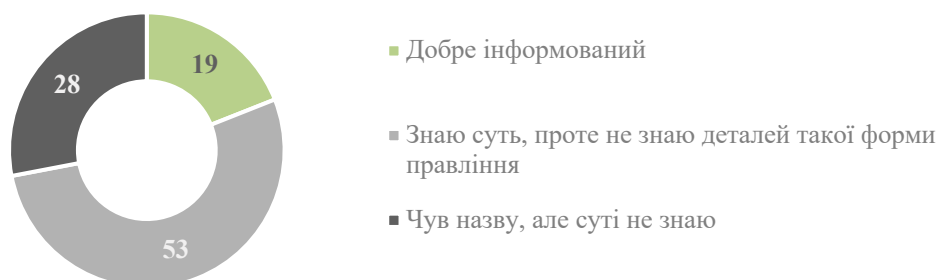 19
28
53
Добре інформований
Знаю суть, проте не знаю деталей такої форми
правління
Чув назву, але суті не знаю